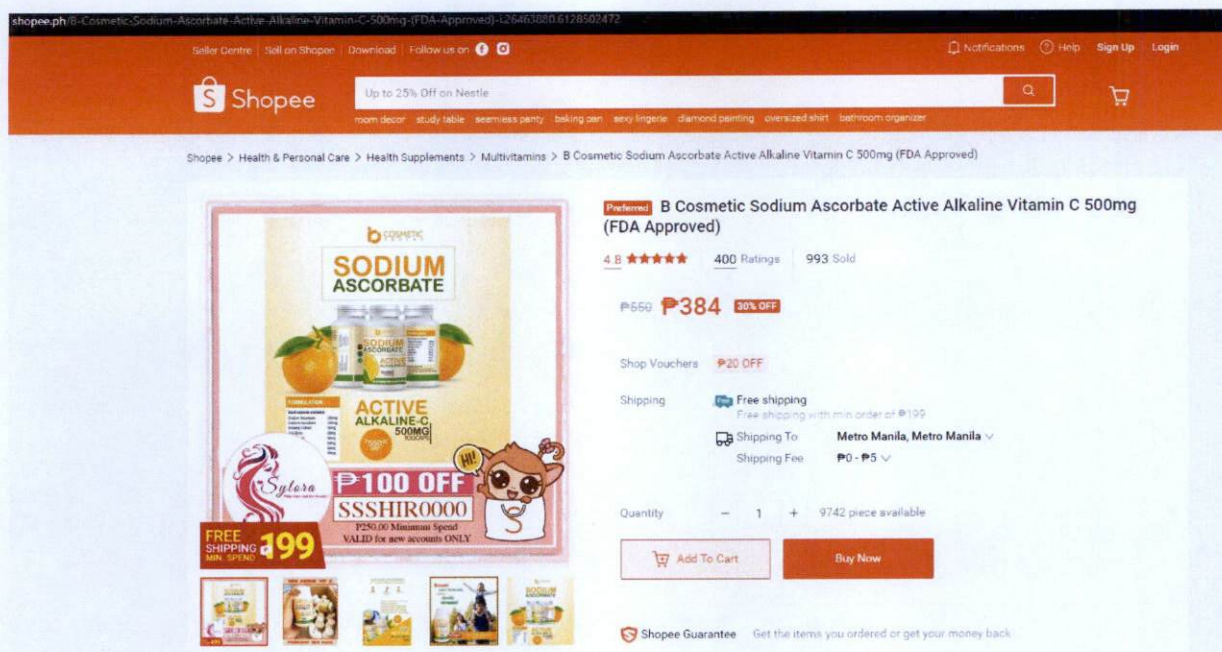 shopee.ph/B-Cosmetic-Sodium-Ascorbate-Active-Alkaline-Vitamin-C-500mg-(FDA-Approved)-i.26463880.6128502472
Seller Centre Sell on Shopee Download Follow us on
Notifications Help Sign Up Login
Shopee
Up to 25% Off on Nestle
room decor study table seemless panty baking pan sexy lingerie diamond painting oversized shirt bathroom organizer
Shopee > Health & Personal Care > Health Supplements > Multivitamins > B Cosmetic Sodium Ascorbate Active Alkaline Vitamin C 500mg (FDA Approved)
b COSMETIC
SODIUM
ASCORBATE
SODIUM
ASCORBATE
ACTIVE
FORMULATION
ACTIVE
ALKALINE-C
500MG
100CAPS
HI!
Sylora
₱100 OFF
SSSHIR0000
P250.00 Minimum Spend
VALID for new accounts ONLY
FREE
SHIPPING
MIN. SPEND
₱199
Preferred B Cosmetic Sodium Ascorbate Active Alkaline Vitamin C 500mg
(FDA Approved)
4.8 400 Ratings 993 Sold
₱550 ₱384 30% OFF
Shop Vouchers ₱20 OFF
Shipping Free shipping
Free shipping with min order of ₱199
Shipping To Metro Manila, Metro Manila
Shipping Fee ₱0 - ₱5
Quantity - 1 + 9742 piece available
Add To Cart Buy Now
Shopee Guarantee Get the items you ordered or get your money back